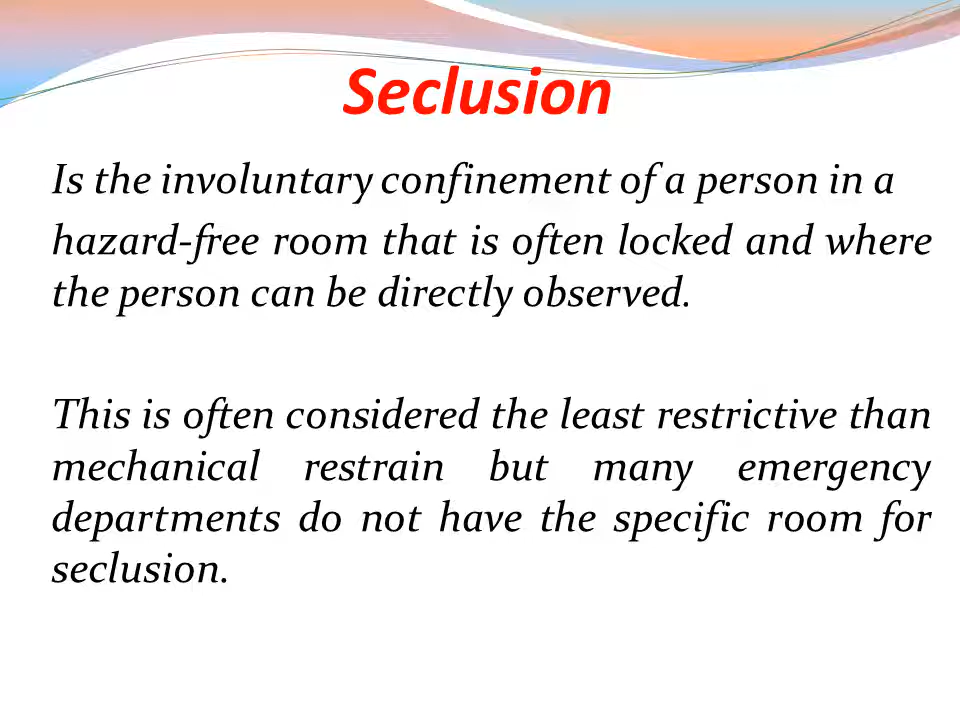 Seclusion
Is the involuntary confinement of a person in a
hazard-free room that is often locked and where
the person can be directly observed.
This is often considered the least restrictive than
mechanical restrain but many emergency
departments do not have the specific room for
seclusion.